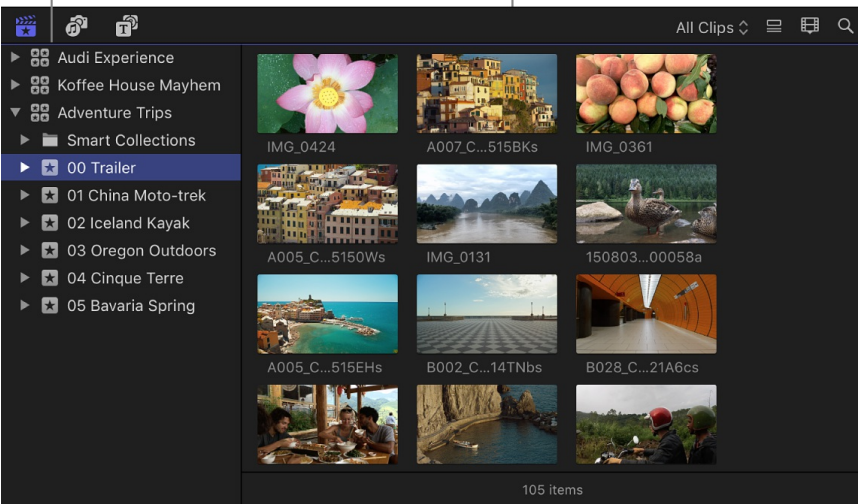 All Clips
Audi Experience
Koffee House Mayhem
Adventure Trips
Smart Collections
00 Trailer
01 China Moto-trek
02 Iceland Kayak
03 Oregon Outdoors
04 Cinque Terre
05 Bavaria Spring
IMG_0424
A007_C...515BKs
IMG_0361
A005_C...5150Ws
IMG_0131
150803...00058a
A005_C...515EHs
B002_C...14TNbs
B028_C...21A6cs
105 items